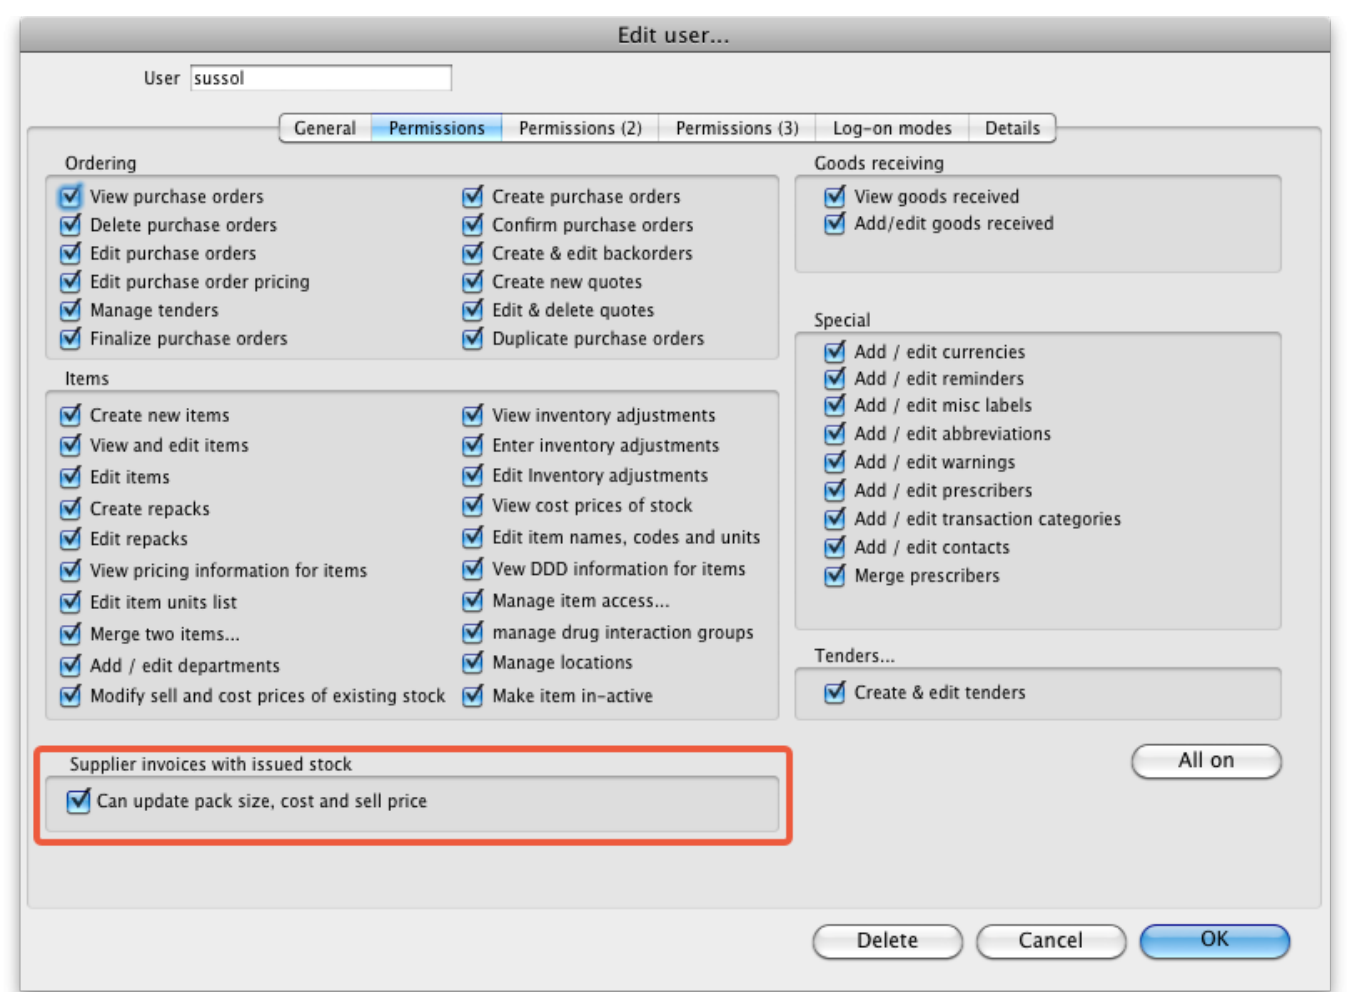 Edit user...
User sussol
General Permissions Permissions (2) Permissions (3) Log-on modes Details
Ordering
View purchase orders
Delete purchase orders
Edit purchase orders
Edit purchase order pricing
Manage tenders
Finalize purchase orders
Create purchase orders
Confirm purchase orders
Create & edit backorders
Create new quotes
Edit & delete quotes
Duplicate purchase orders
Items
Create new items
View and edit items
Edit items
Create repacks
Edit repacks
View pricing information for items
Edit item units list
Merge two items...
Add / edit departments
Modify sell and cost prices of existing stock
View inventory adjustments
Enter inventory adjustments
Edit Inventory adjustments
View cost prices of stock
Edit item names, codes and units
Vew DDD information for items
Manage item access...
manage drug interaction groups
Manage locations
Make item in-active
Supplier invoices with issued stock
Can update pack size, cost and sell price
Goods receiving
View goods received
Add/edit goods received
Special
Add / edit currencies
Add / edit reminders
Add / edit misc labels
Add / edit abbreviations
Add / edit warnings
Add / edit prescribers
Add / edit transaction categories
Add / edit contacts
Merge prescribers
Tenders...
Create & edit tenders
All on
Delete Cancel OK